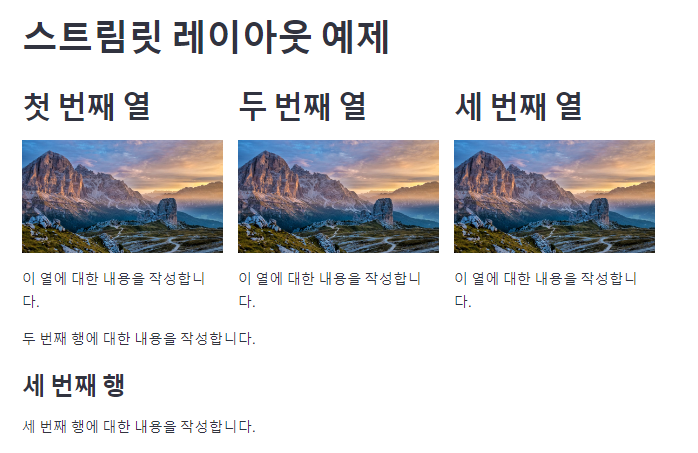 스트림릿 레이아웃 예제
첫 번째 열
두 번째 열
세 번째 열
이 열에 대한 내용을 작성합니
다.
이 열에 대한 내용을 작성합니
다.
이 열에 대한 내용을 작성합니
다.
두 번째 행에 대한 내용을 작성합니다.
세 번째 행
세 번째 행에 대한 내용을 작성합니다.